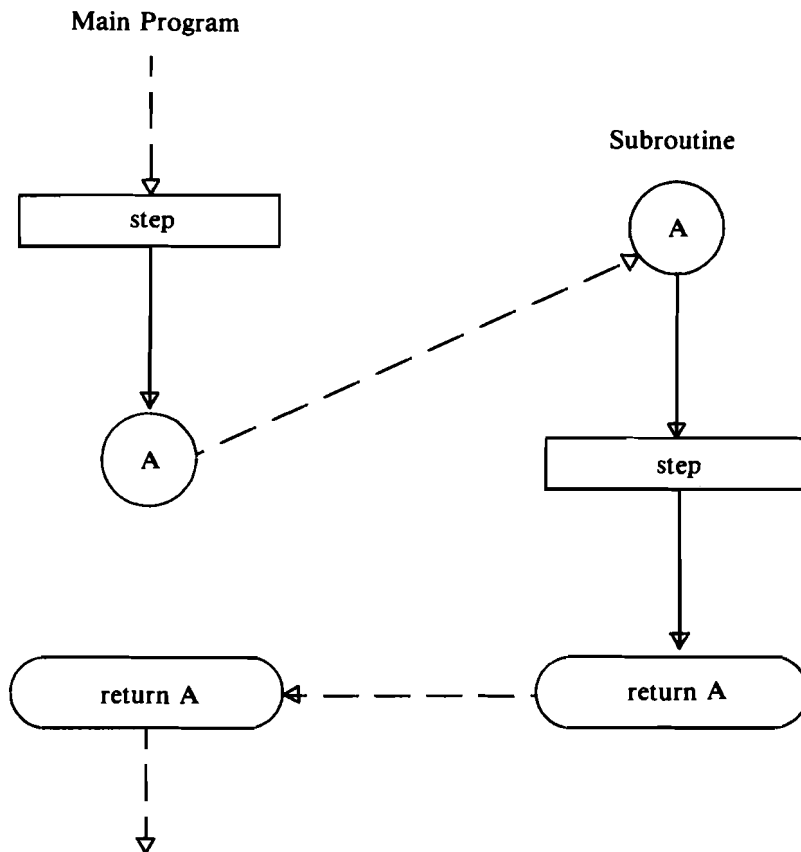 Main Program
Subroutine
step
A
A
step
return A
return A